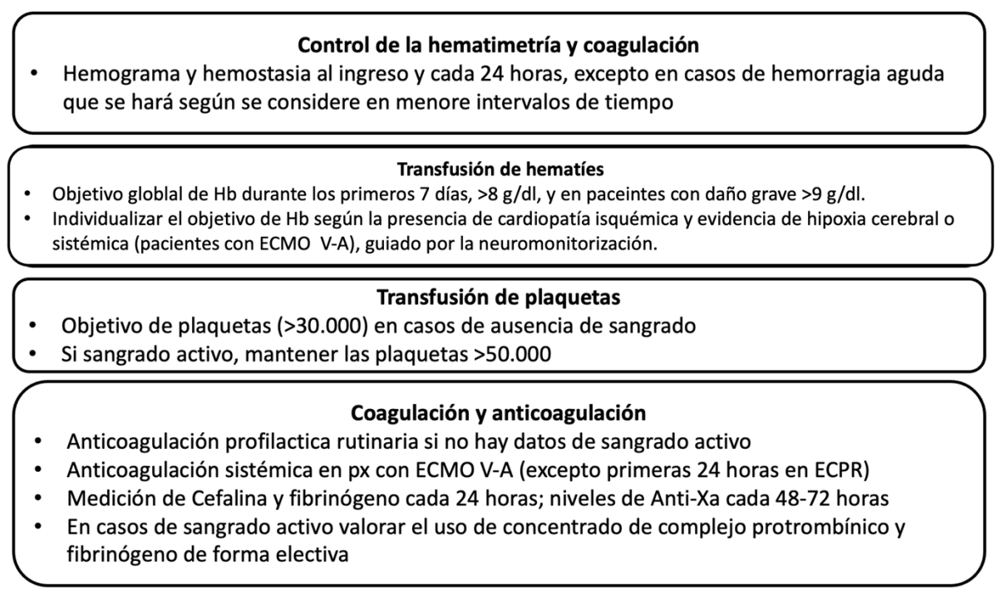 Control de la hematimetría y coagulación
• Hemograma y hemostasia al ingreso y cada 24 horas, excepto en casos de hemorragia aguda
que se hará según se considere en menore intervalos de tiempo
Transfusión de hematíes
• Objetivo globlal de Hb durante los primeros 7 días, >8 g/dl, y en paceintes con daño grave >9 g/dl.
• Individualizar el objetivo de Hb según la presencia de cardiopatía isquémica y evidencia de hipoxia cerebral o
sistémica (pacientes con ECMO V-A), guiado por la neuromonitorización.
Transfusión de plaquetas
• Objetivo de plaquetas (>30.000) en casos de ausencia de sangrado
• Si sangrado activo, mantener las plaquetas >50.000
Coagulación y anticoagulación
• Anticoagulación profilactica rutinaria si no hay datos de sangrado activo
• Anticoagulación sistémica en px con ECMO V-A (excepto primeras 24 horas en ECPR)
• Medición de Cefalina y fibrinógeno cada 24 horas; niveles de Anti-Xa cada 48-72 horas
• En casos de sangrado activo valorar el uso de concentrado de complejo protrombínico y
fibrinógeno de forma electiva